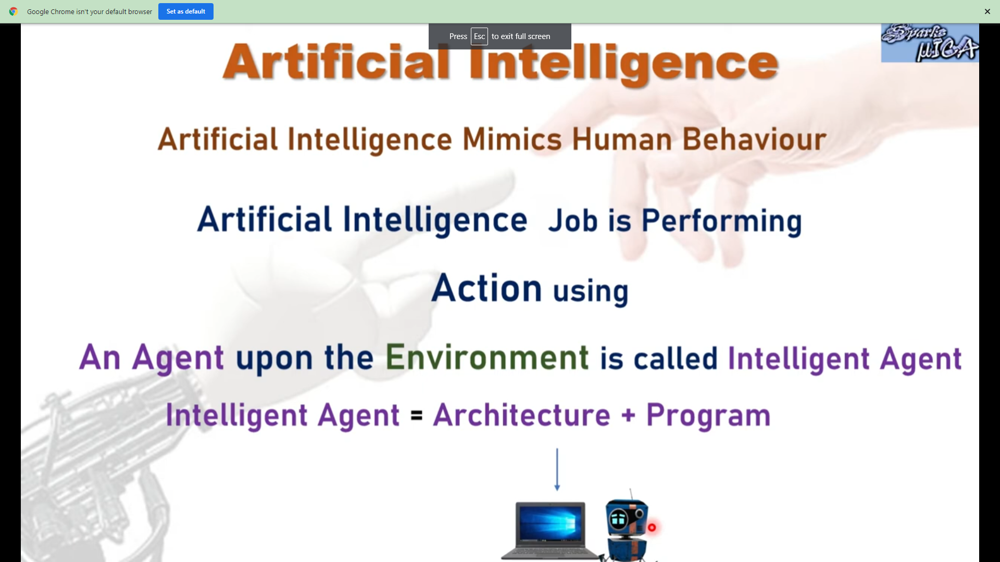 Google Chrome isn't your default browser Set as default
Press Esc to exit full screen
Sparks
µICA
Artificial Intelligence
Artificial Intelligence Mimics Human Behaviour
Artificial Intelligence Job is Performing
Action using
An Agent upon the Environment is called Intelligent Agent
Intelligent Agent = Architecture + Program